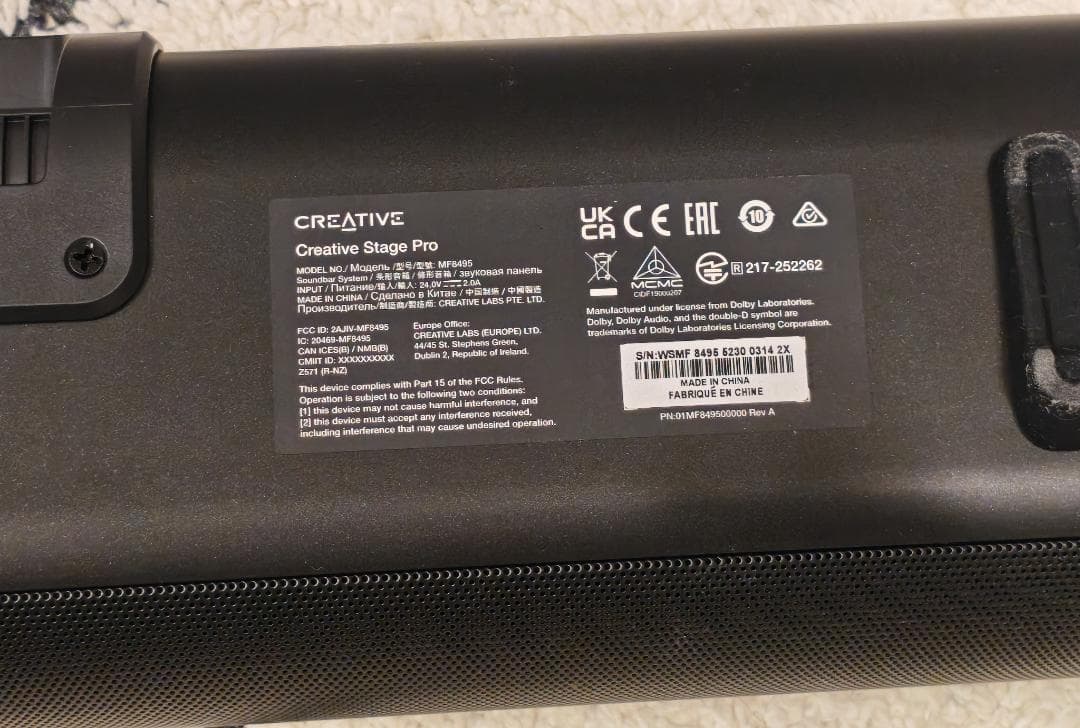 CREATIVE
Creative Stage Pro
MODEL NO./ Модель /型号/型號: MF8495
Soundbar System / 条形音箱 / 條形音箱 / звуковая панель
INPUT / Питание/输入/輸入: 24.0V 2.0A
MADE IN CHINA / Сделано в Китае / 中国制造 / 中國製造
Производитель/制造商/製造商: CREATIVE LABS PTE. LTD.
FCC ID: 2AJIV-MF8495
IC: 20469-MF8495
CAN ICES(B) / NMB(B)
CMIIT ID: XXXXXXXXXX
Z571 (R-NZ)
Europe Office:
CREATIVE LABS (EUROPE) LTD.
44/45 St. Stephens Green,
Dublin 2, Republic of Ireland.
This device complies with Part 15 of the FCC Rules.
Operation is subject to the following two conditions:
[1] this device may not cause harmful interference, and
[2] this device must accept any interference received,
including interference that may cause undesired operation.
UK CA CE EAC 10
MCMC
CIDF19000207
R 217-252262
Manufactured under license from Dolby Laboratories.
Dolby, Dolby Audio, and the double-D symbol are
trademarks of Dolby Laboratories Licensing Corporation.
S/N:WSMF 8495 5230 0314 2X
MADE IN CHINA
FABRIQUÉ EN CHINE
PN:01MF849500000 Rev A